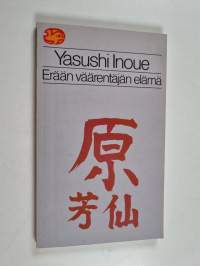 Yasushi Inoue
Erään väärentäjän elämä
原
芳仙